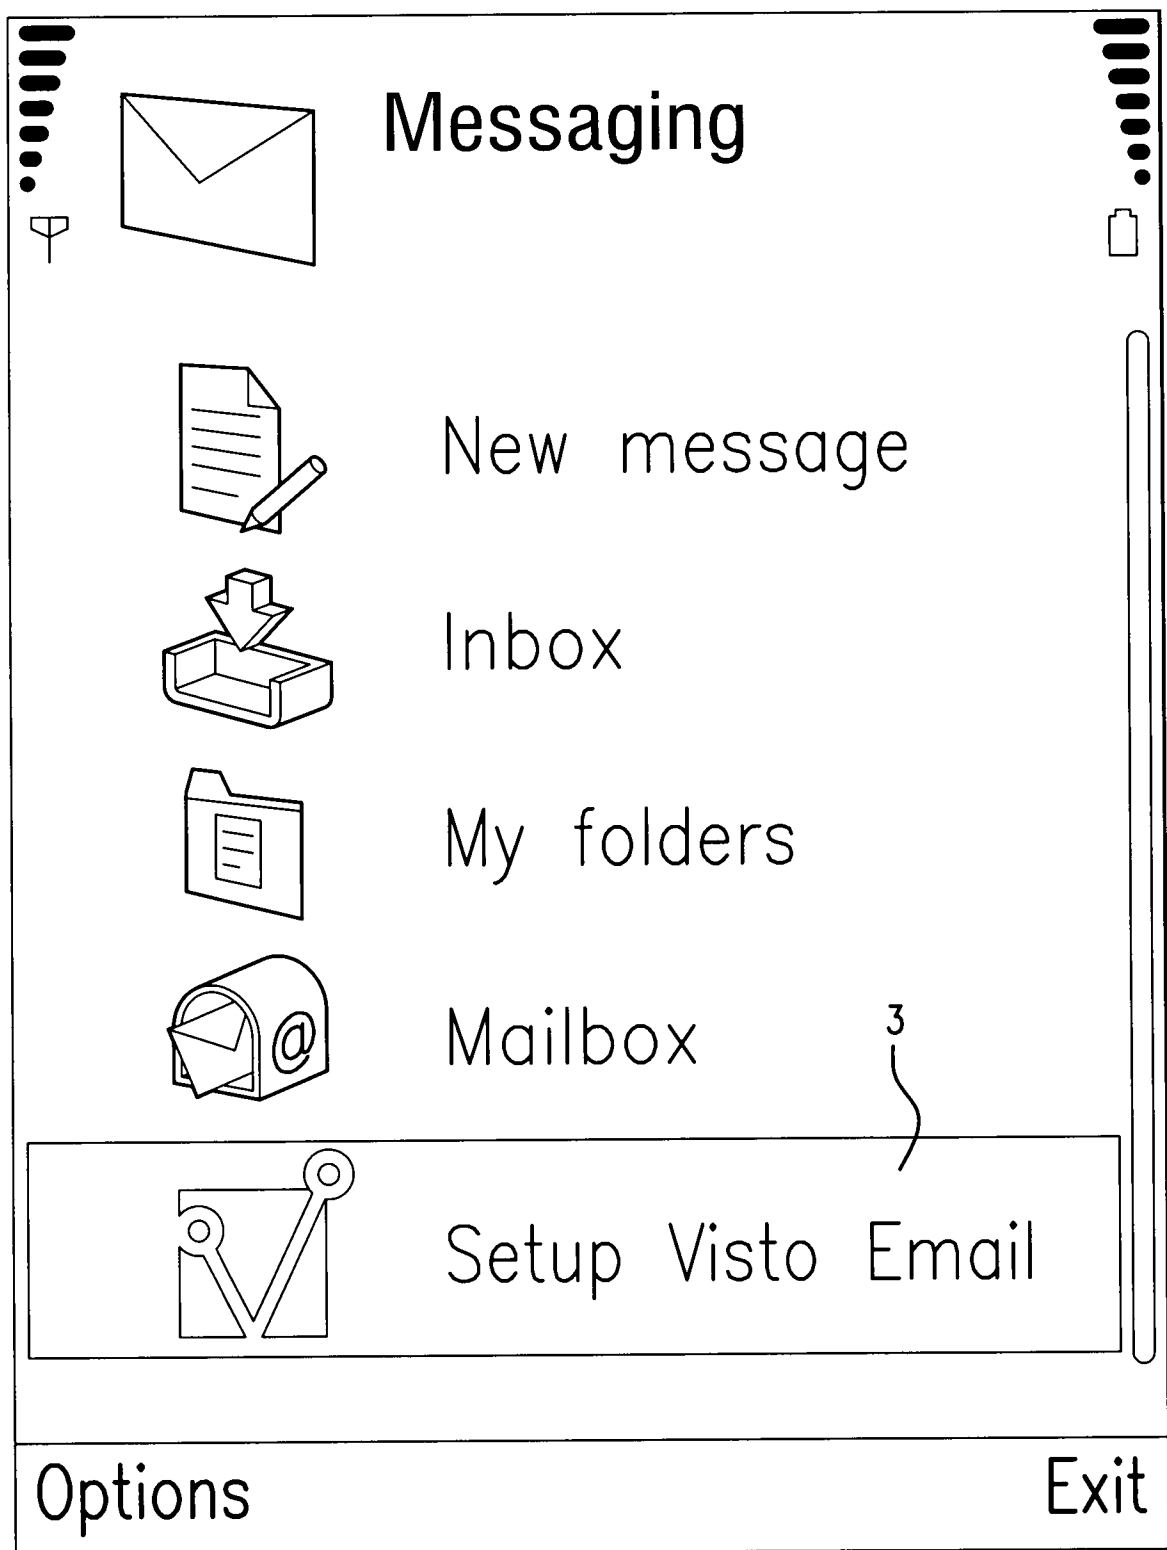 Messaging
New message
Inbox
My folders
@ Mailbox
3
Setup Visto Email
Options Exit